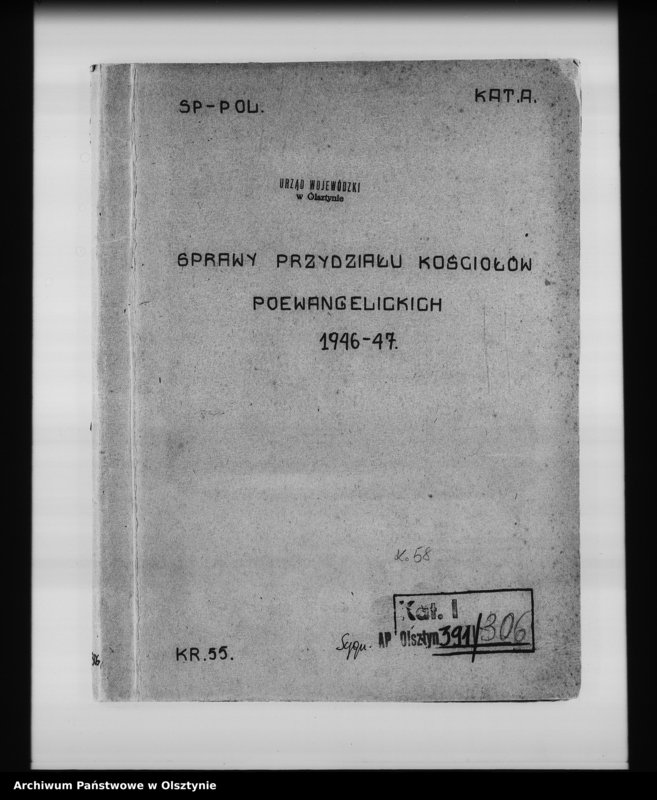 SP-POL.
KAT.A.
URZĄD WOJEWÓDZKI
w Olsztynie
SPRAWY PRZYDZIAŁU KOŚCIOŁÓW
POEWANGELICKICH
1946-47.
k. 58
Kat. I
Sygn. AP Olsztyn 391/306
KR.55.
Archiwum Państwowe w Olsztynie